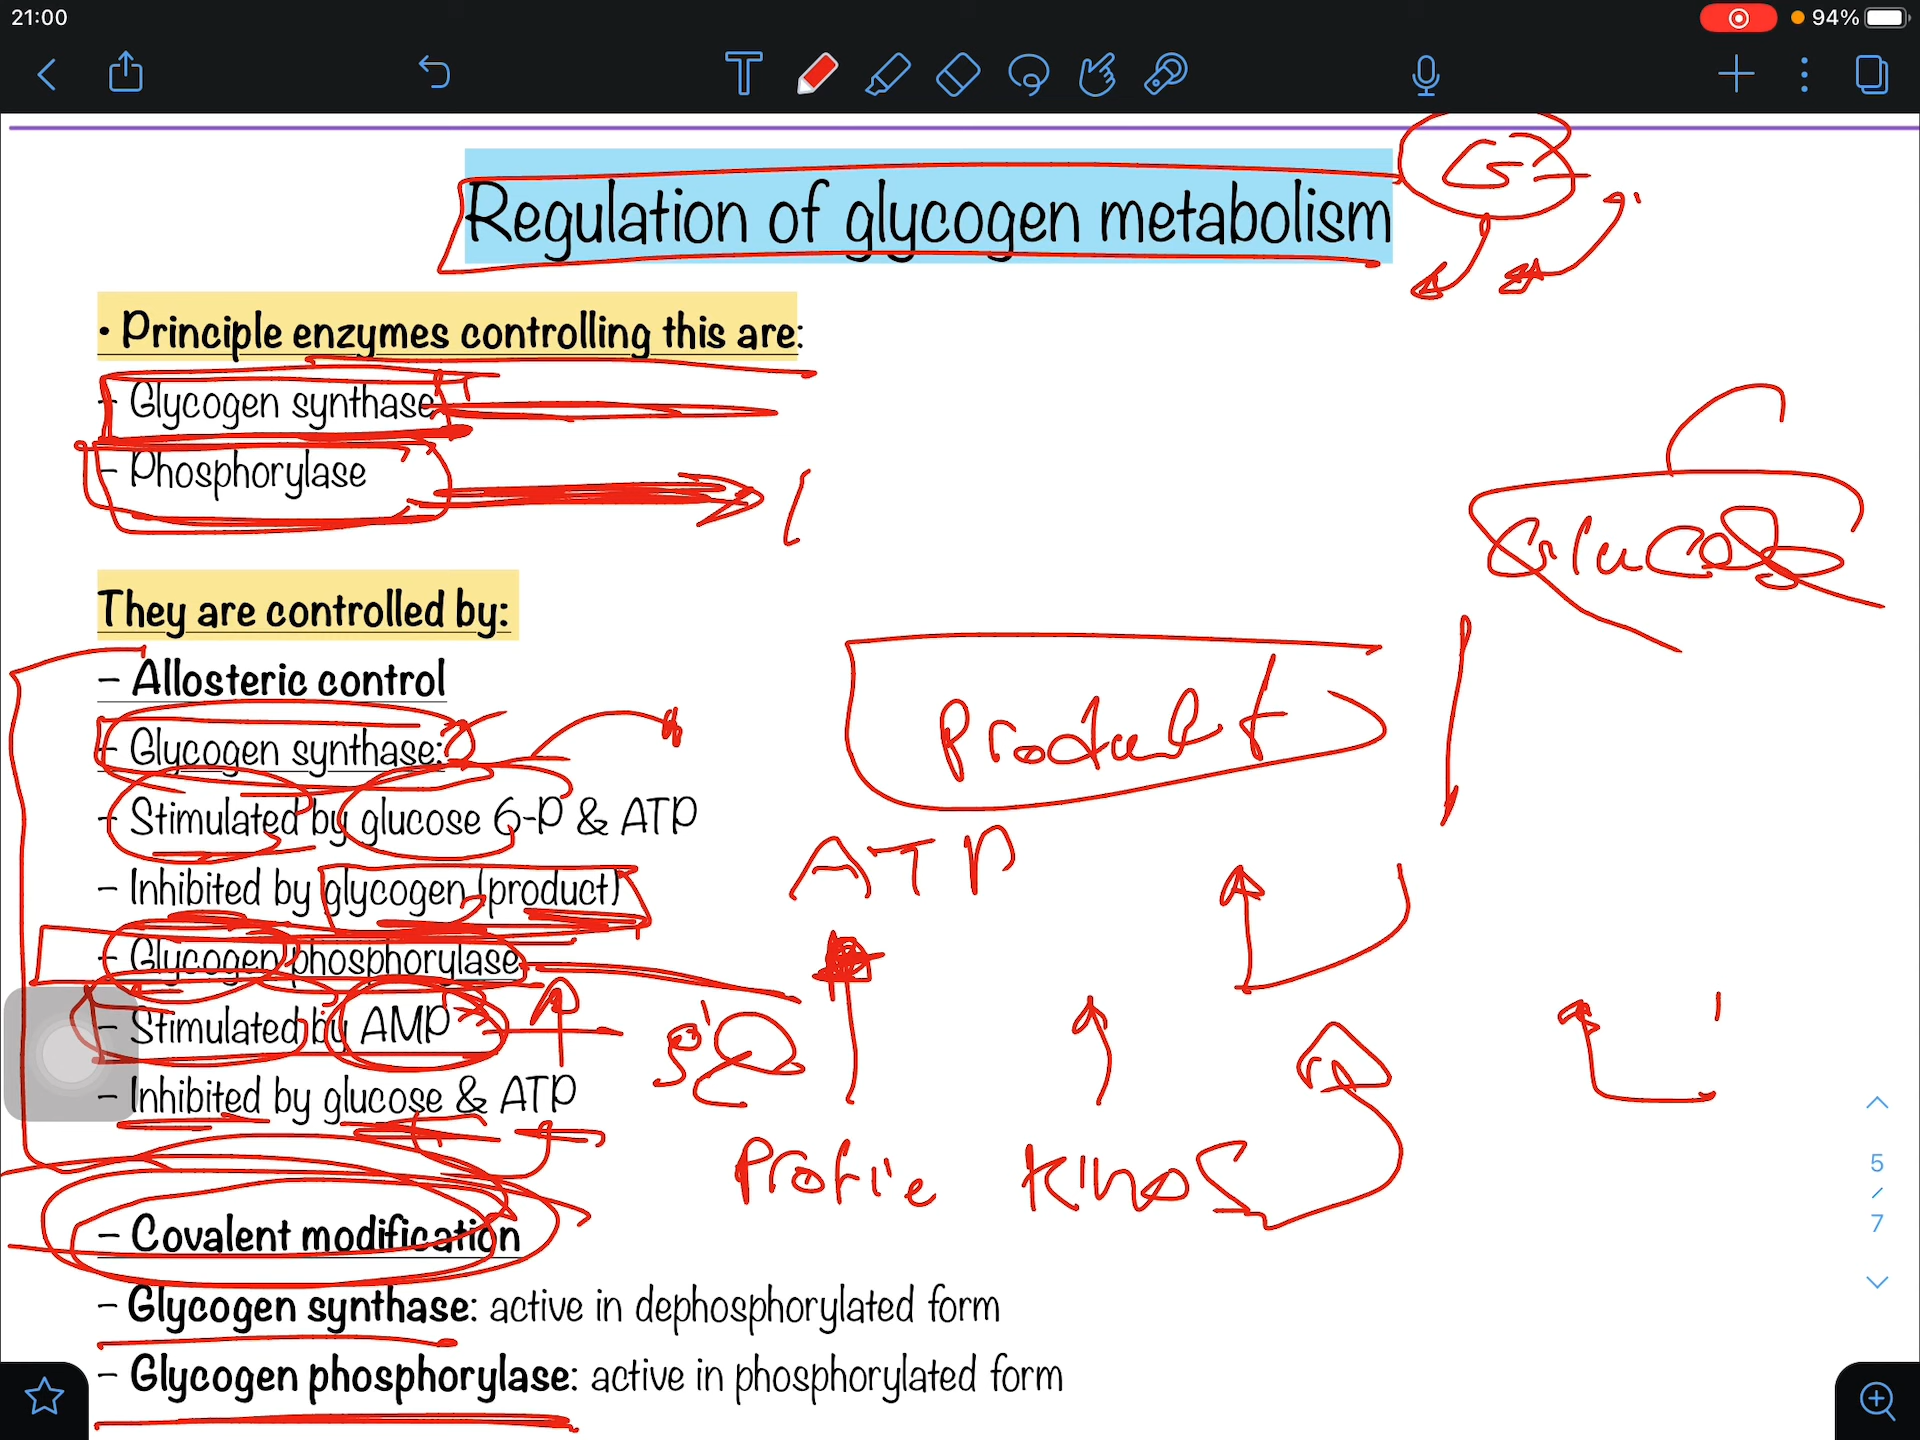 21:00
94%
G
Regulation of glycogen metabolism
• Principle enzymes controlling this are:
- Glycogen synthase
- Phosphorylase
Glucose
They are controlled by:
- Allosteric control
- Glycogen synthase:
Product
- Stimulated by glucose 6-P & ATP
ATP
- Inhibited by glycogen (product)
- Glycogen phosphorylase
- Stimulated by AMP
- Inhibited by glucose & ATP
5
/
7
- Covalent modification
- Glycogen synthase: active in dephosphorylated form
- Glycogen phosphorylase: active in phosphorylated form